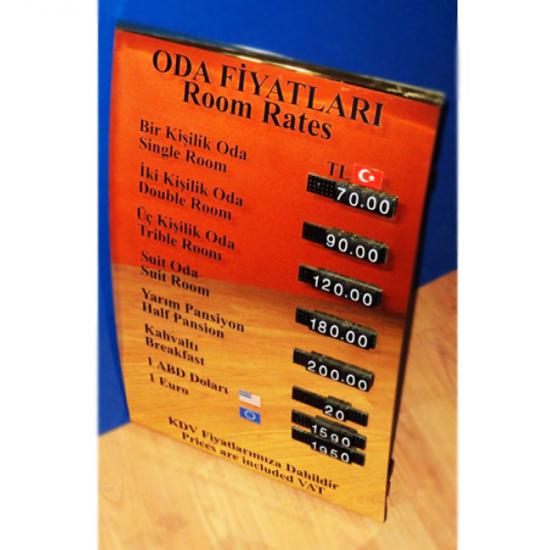 ODA FİYATLARI
Room Rates
TL
Bir Kişilik Oda
Single Room
70.00
İki Kişilik Oda
Double Room
90.00
Üç Kişilik Oda
Trible Room
120.00
Suit Oda
Suit Room
180.00
Yarım Pansiyon
Half Pansion
200.00
Kahvaltı
Breakfast
20
1 ABD Doları
1590
1 Euro
1950
KDV Fiyatlarımıza Dahildir
Prices are included VAT